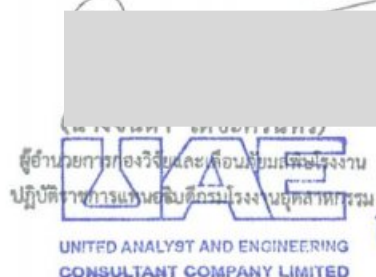 ผู้อำนวยการกองวิจัยและเตือนภัยมลพิษโรงงาน
ปฏิบัติราชการแทนอธิบดีกรมโรงงานอุตสาหกรรม
UAE
UNITED ANALYST AND ENGINEERING
CONSULTANT COMPANY LIMITED